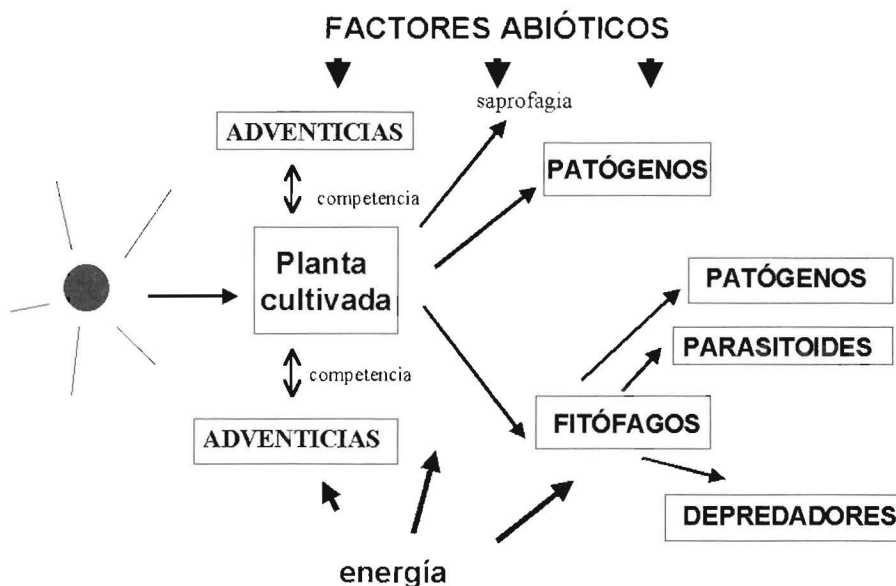 FACTORES ABIÓTICOS
saprofagia
ADVENTICIAS
PATÓGENOS
competencia
Planta
cultivada
PATÓGENOS
PARASITOIDES
competencia
FITÓFAGOS
ADVENTICIAS
DEPREDADORES
energía